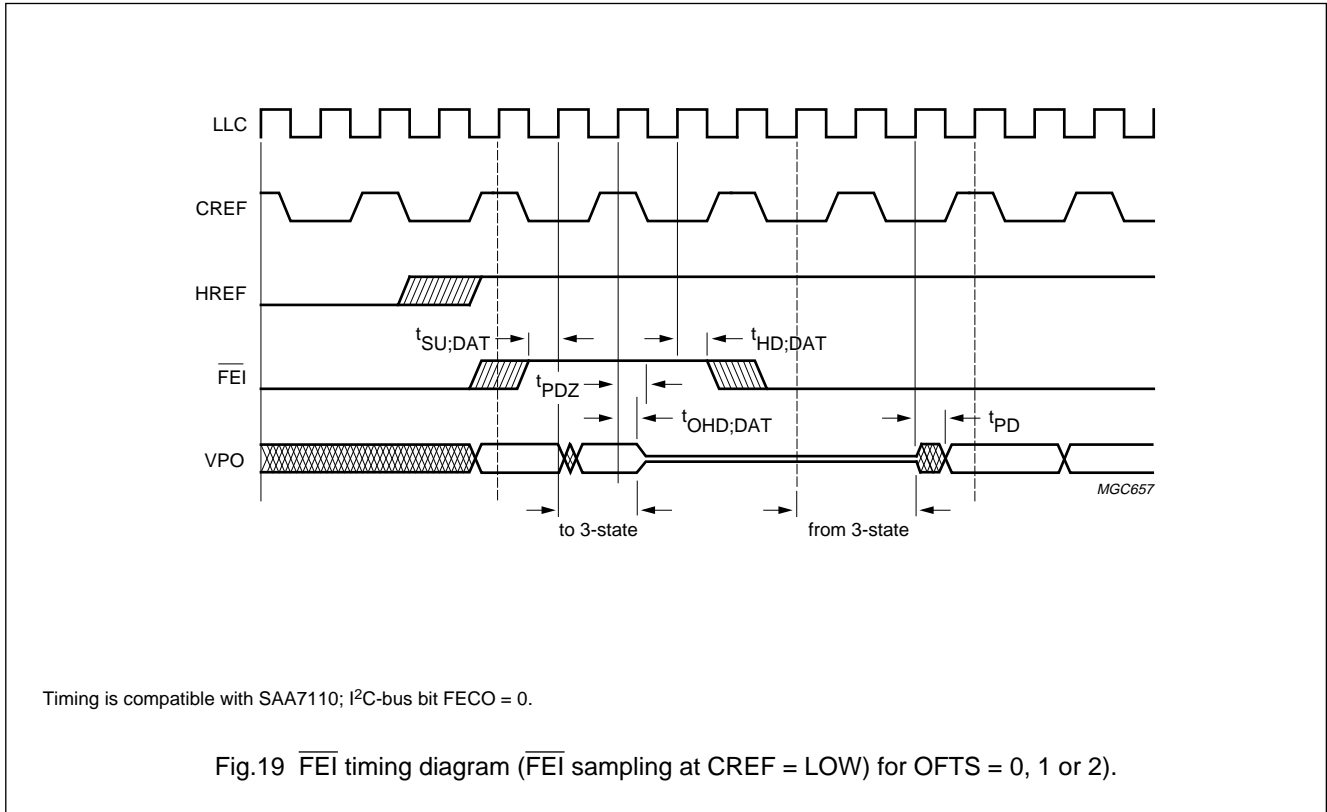 LLC
CREF
HREF
tSU;DAT
tHD;DAT
FEI
tPDZ
tOHD;DAT
tPD
VPO
MGC657
to 3-state
from 3-state
Timing is compatible with SAA7110; I²C-bus bit FECO = 0.
Fig.19 FEI timing diagram (FEI sampling at CREF = LOW) for OFTS = 0, 1 or 2).